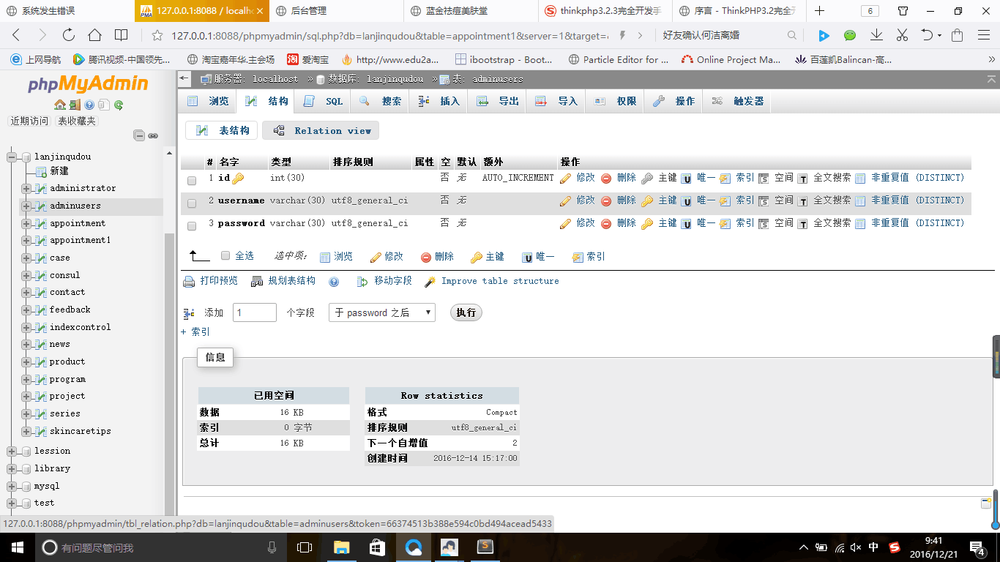 系统发生错误
127.0.0.1:8088 / localho
后台管理
蓝金祛痘美肤堂
thinkphp3.2.3完全开发手
序言 - ThinkPHP3.2完全
6
127.0.0.1:8088/phpmyadmin/sql.php?db=lanjinqudou&table=appointment1&server=1&target=
好友确认何洁离婚
上网导航
腾讯视频-中国领先...
淘宝嘉年华.主会场
爱淘宝
http://www.edu2a...
ibootstrap - Boot...
Particle Editor for ...
Online Project Ma...
百莲凯Balincan-高...
phpMyAdmin
近期访问 表收藏夹
lanjinqudou
新建
administrator
adminusers
appointment
appointment1
case
consul
contact
feedback
indexcontrol
news
product
program
project
series
skincaretips
lession
library
mysql
test
服务器: localhost » 数据库: lanjinqudou » 表: adminusers
浏览 结构 SQL 搜索 插入 导出 导入 权限 操作 触发器
表结构 Relation view
# 名字 类型 排序规则 属性 空 默认 额外 操作
1 id int(30) 否 无 AUTO_INCREMENT 修改 删除 主键 唯一 索引 空间 全文搜索 非重复值 (DISTINCT)
2 username varchar(30) utf8_general_ci 否 无 修改 删除 主键 唯一 索引 空间 全文搜索 非重复值 (DISTINCT)
3 password varchar(30) utf8_general_ci 否 无 修改 删除 主键 唯一 索引 空间 全文搜索 非重复值 (DISTINCT)
全选 选中项: 浏览 修改 删除 主键 唯一 索引
打印预览 规划表结构 移动字段 Improve table structure
添加 1 个字段 于 password 之后 执行
+ 索引
信息
已用空间
数据 16 KB
索引 0 字节
总计 16 KB
Row statistics
格式 Compact
排序规则 utf8_general_ci
下一个自增值 2
创建时间 2016-12-14 15:17:00
127.0.0.1:8088/phpmyadmin/tbl_relation.php?db=lanjinqudou&table=adminusers&token=66374513b388e594c0bd494acead5433
有问题尽管问我
中
9:41
2016/12/21
4